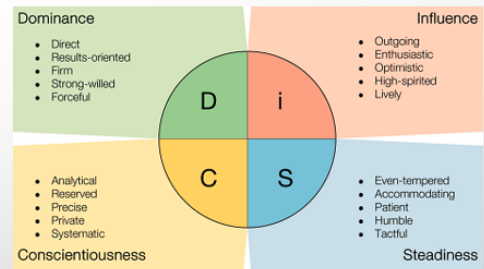 Dominance
• Direct
• Results-oriented
• Firm
• Strong-willed
• Forceful
Influence
• Outgoing
• Enthusiastic
• Optimistic
• High-spirited
• Lively
D
i
C
S
• Analytical
• Reserved
• Precise
• Private
• Systematic
Conscientiousness
• Even-tempered
• Accommodating
• Patient
• Humble
• Tactful
Steadiness